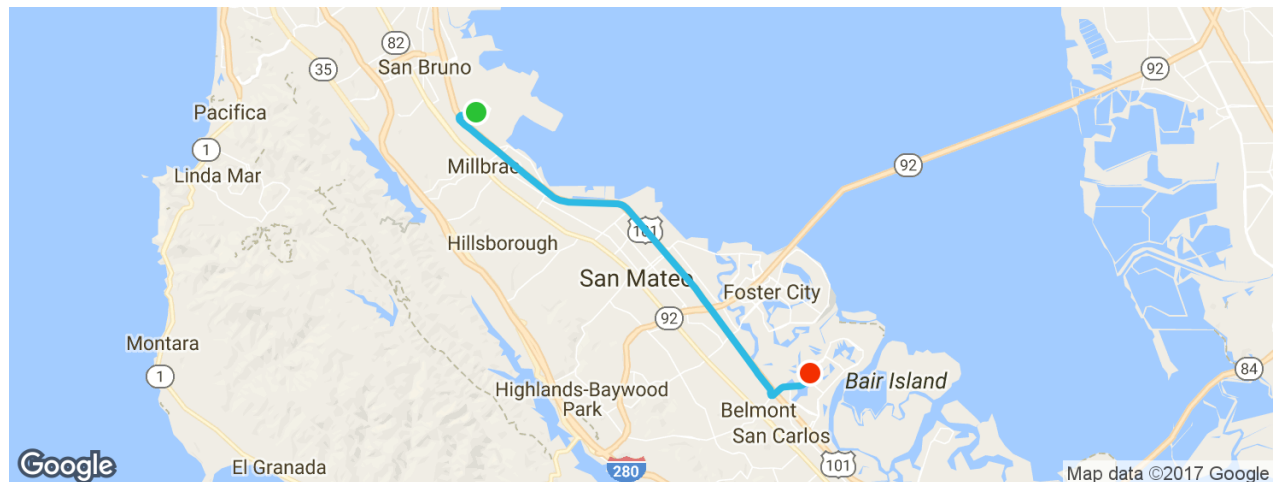 82
San Bruno
35
92
Pacifica
92
1
Millbrae
Linda Mar
101
Hillsborough
San Mateo
Foster City
92
Montara
1
84
Bair Island
Highlands-Baywood
Park
Belmont
San Carlos
El Granada
280
101
Google
Map data ©2017 Google